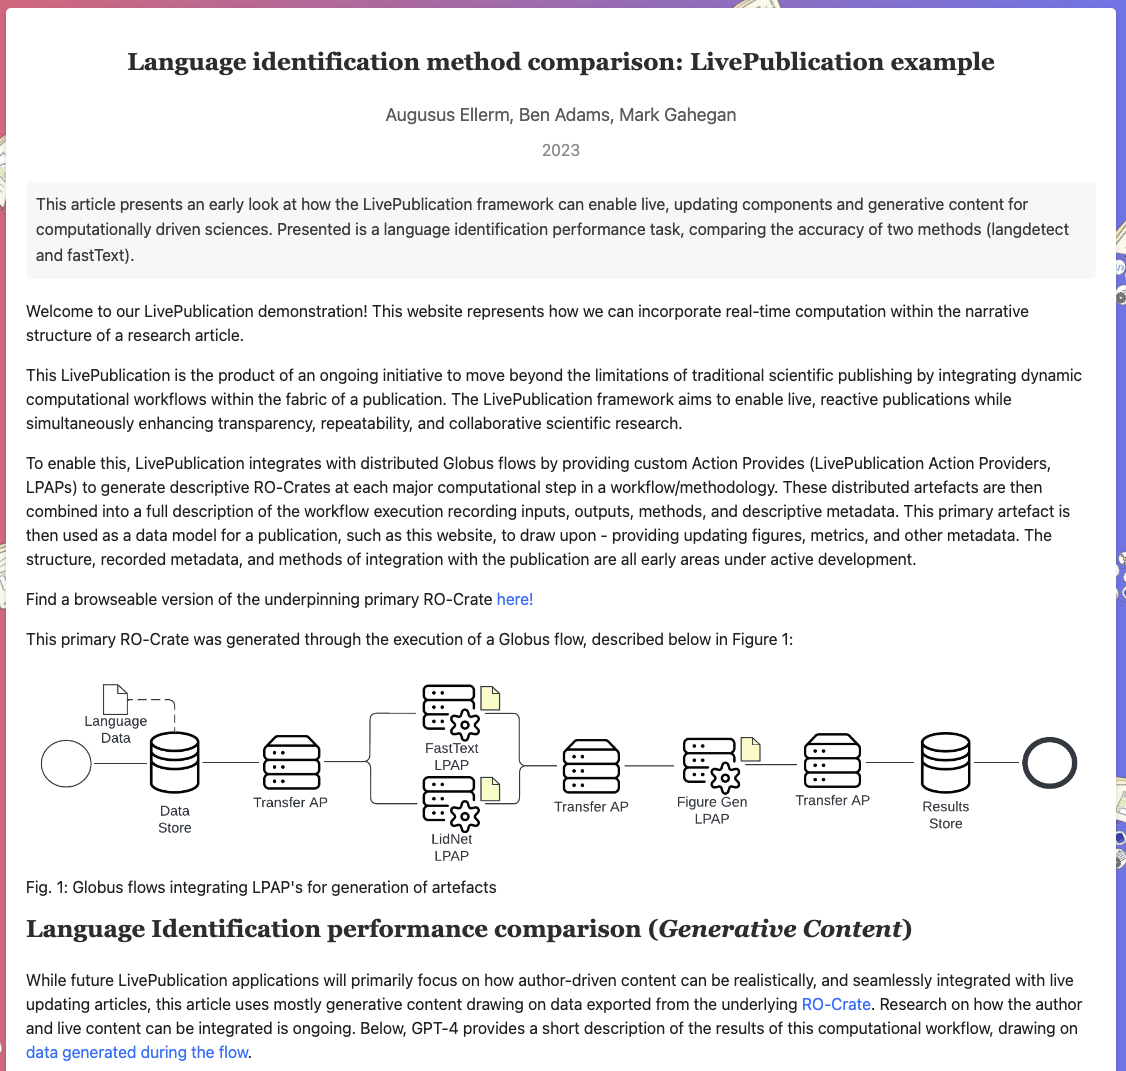 Language identification method comparison: LivePublication example
Augusus Ellerm, Ben Adams, Mark Gahegan
2023
This article presents an early look at how the LivePublication framework can enable live, updating components and generative content for
computationally driven sciences. Presented is a language identification performance task, comparing the accuracy of two methods (langdetect
and fastText).
Welcome to our LivePublication demonstration! This website represents how we can incorporate real-time computation within the narrative
structure of a research article.
This LivePublication is the product of an ongoing initiative to move beyond the limitations of traditional scientific publishing by integrating dynamic
computational workflows within the fabric of a publication. The LivePublication framework aims to enable live, reactive publications while
simultaneously enhancing transparency, repeatability, and collaborative scientific research.
To enable this, LivePublication integrates with distributed Globus flows by providing custom Action Provides (LivePublication Action Providers,
LPAPs) to generate descriptive RO-Crates at each major computational step in a workflow/methodology. These distributed artefacts are then
combined into a full description of the workflow execution recording inputs, outputs, methods, and descriptive metadata. This primary artefact is
then used as a data model for a publication, such as this website, to draw upon - providing updating figures, metrics, and other metadata. The
structure, recorded metadata, and methods of integration with the publication are all early areas under active development.
Find a browseable version of the underpinning primary RO-Crate here!
This primary RO-Crate was generated through the execution of a Globus flow, described below in Figure 1:
Language
Data
Data
Store
Transfer AP
FastText
LPAP
LidNet
LPAP
Transfer AP
Figure Gen
LPAP
Transfer AP
Results
Store
Fig. 1: Globus flows integrating LPAP's for generation of artefacts
Language Identification performance comparison (Generative Content)
While future LivePublication applications will primarily focus on how author-driven content can be realistically, and seamlessly integrated with live
updating articles, this article uses mostly generative content drawing on data exported from the underlying RO-Crate. Research on how the author
and live content can be integrated is ongoing. Below, GPT-4 provides a short description of the results of this computational workflow, drawing on
data generated during the flow.